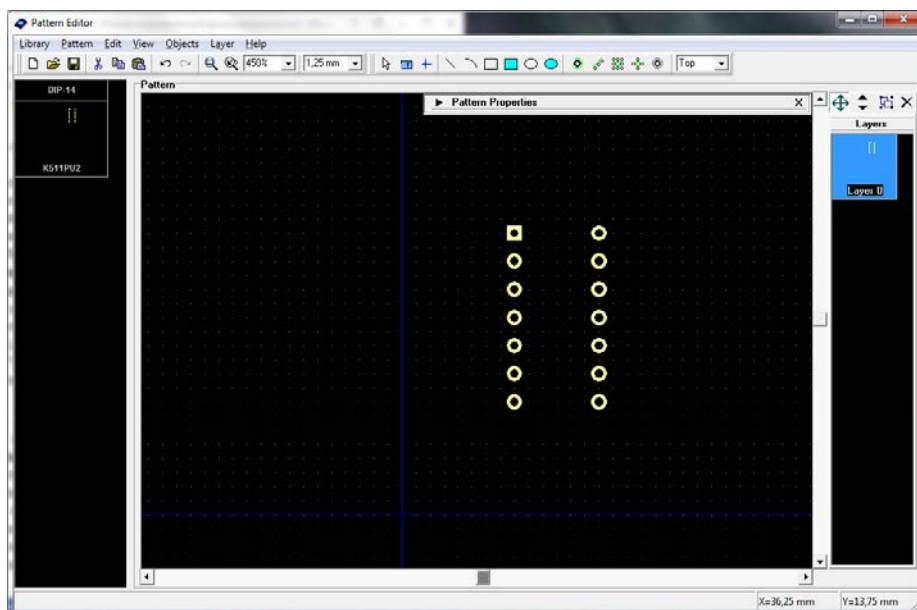 Pattern Editor
Library Pattern Edit View Objects Layer Help
450% 1,25 mm Top
DIP-14
K511PU2
Pattern
Pattern Properties
Layers
Layer 0
X=36,25 mm Y=13,75 mm